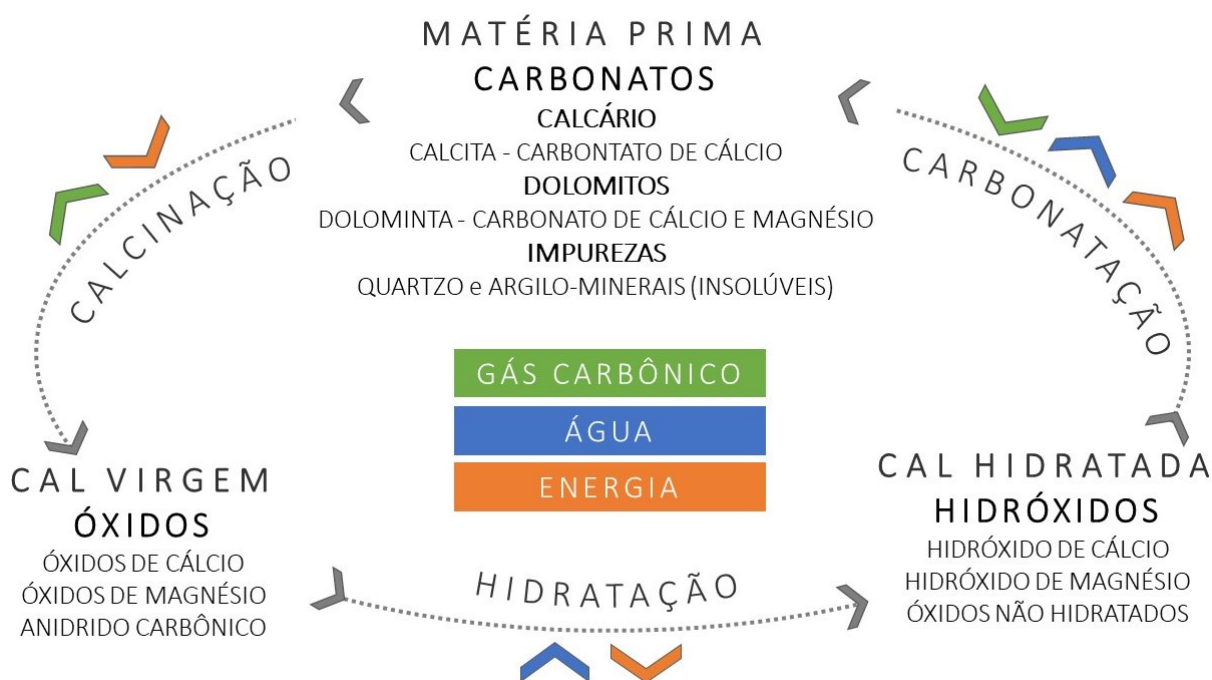 MATÉRIA PRIMA
CARBONATOS
CALCÁRIO
CALCITA - CARBONTATO DE CÁLCIO
DOLOMITOS
DOLOMINTA - CARBONATO DE CÁLCIO E MAGNÉSIO
IMPUREZAS
QUARTZO e ARGILO-MINERAIS (INSOLÚVEIS)
CALCINAÇÃO
CARBONATAÇÃO
GÁS CARBÔNICO
ÁGUA
ENERGIA
CAL VIRGEM
ÓXIDOS
ÓXIDOS DE CÁLCIO
ÓXIDOS DE MAGNÉSIO
ANIDRIDO CARBÔNICO
HIDRATAÇÃO
CAL HIDRATADA
HIDRÓXIDOS
HIDRÓXIDO DE CÁLCIO
HIDRÓXIDO DE MAGNÉSIO
ÓXIDOS NÃO HIDRATADOS